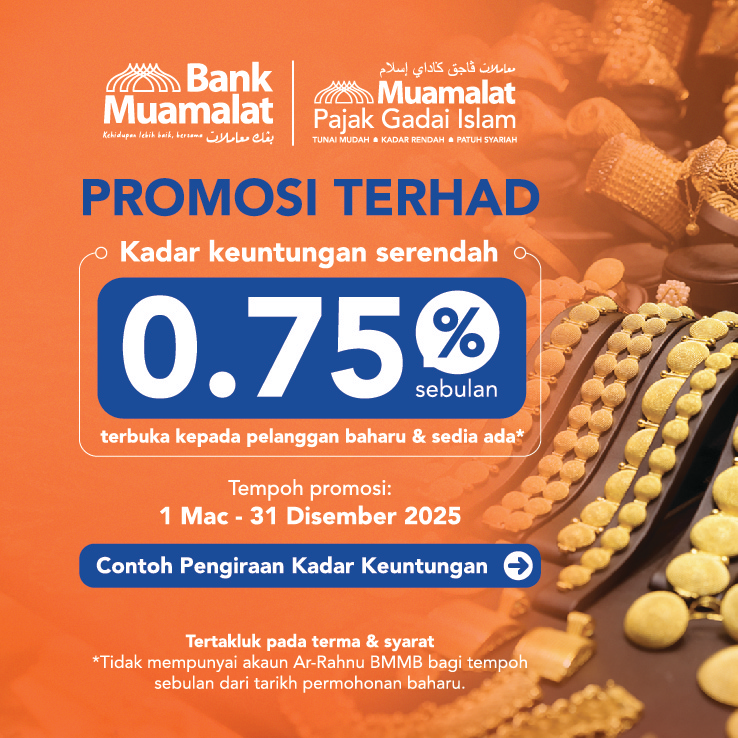 Bank
Muamalat
Kehidupan lebih baik, bersama بڠك معاملات
معاملات ڤاجق ݢاداي إسلام
Muamalat
Pajak Gadai Islam
TUNAI MUDAH KADAR RENDAH PATUH SYARIAH
PROMOSI TERHAD
Kadar keuntungan serendah
0.75%
sebulan
terbuka kepada pelanggan baharu & sedia ada*
Tempoh promosi:
1 Mac - 31 Disember 2025
Contoh Pengiraan Kadar Keuntungan
Tertakluk pada terma & syarat
*Tidak mempunyai akaun Ar-Rahnu BMMB bagi tempoh
sebulan dari tarikh permohonan baharu.